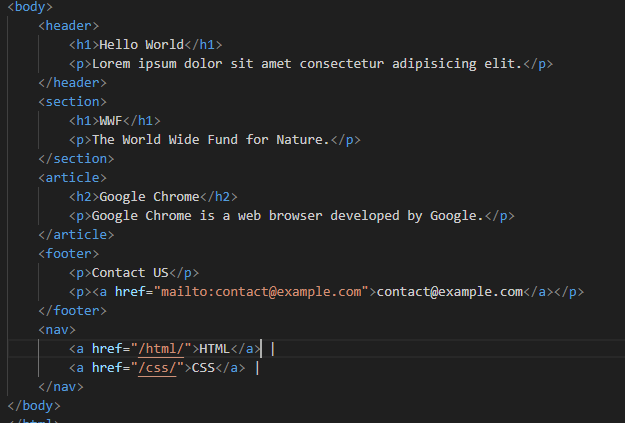 <body>
<header>
<h1>Hello World</h1>
<p>Lorem ipsum dolor sit amet consectetur adipisicing elit.</p>
</header>
<section>
<h1>WWF</h1>
<p>The World Wide Fund for Nature.</p>
</section>
<article>
<h2>Google Chrome</h2>
<p>Google Chrome is a web browser developed by Google.</p>
</article>
<footer>
<p>Contact US</p>
<p><a href="mailto:contact@example.com">contact@example.com</a></p>
</footer>
<nav>
<a href="/html/">HTML</a> |
<a href="/css/">CSS</a> |
</nav>
</body>
</html>